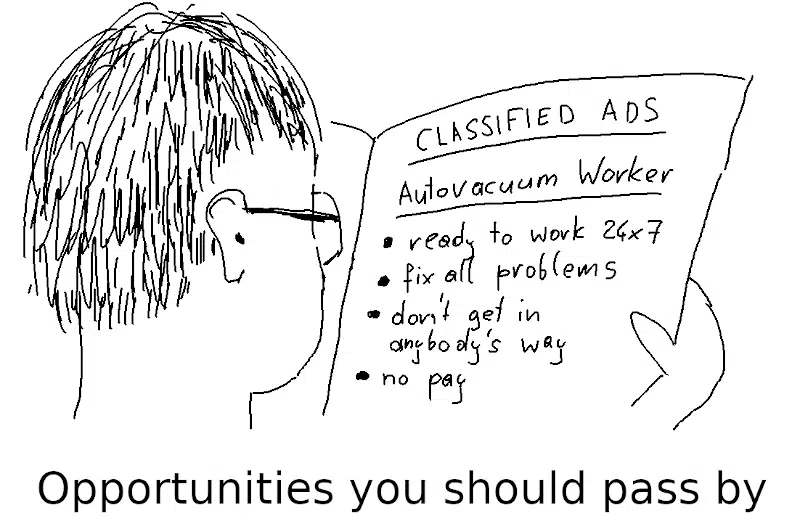 CLASSIFIED ADS
Autovacuum Worker
• ready to work 24x7
• fix all problems
• don't get in
anybody's way
• no pay
Opportunities you should pass by